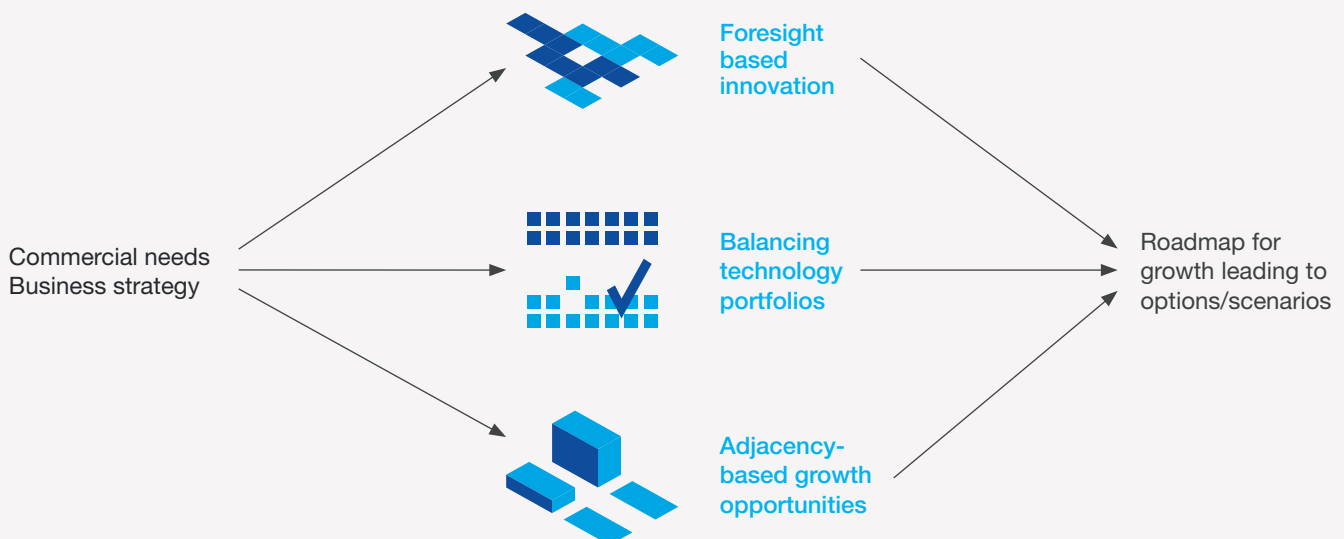 Foresight
based
innovation
Commercial needs
Business strategy
Balancing
technology
portfolios
Roadmap for
growth leading to
options/scenarios
Adjacency-
based growth
opportunities